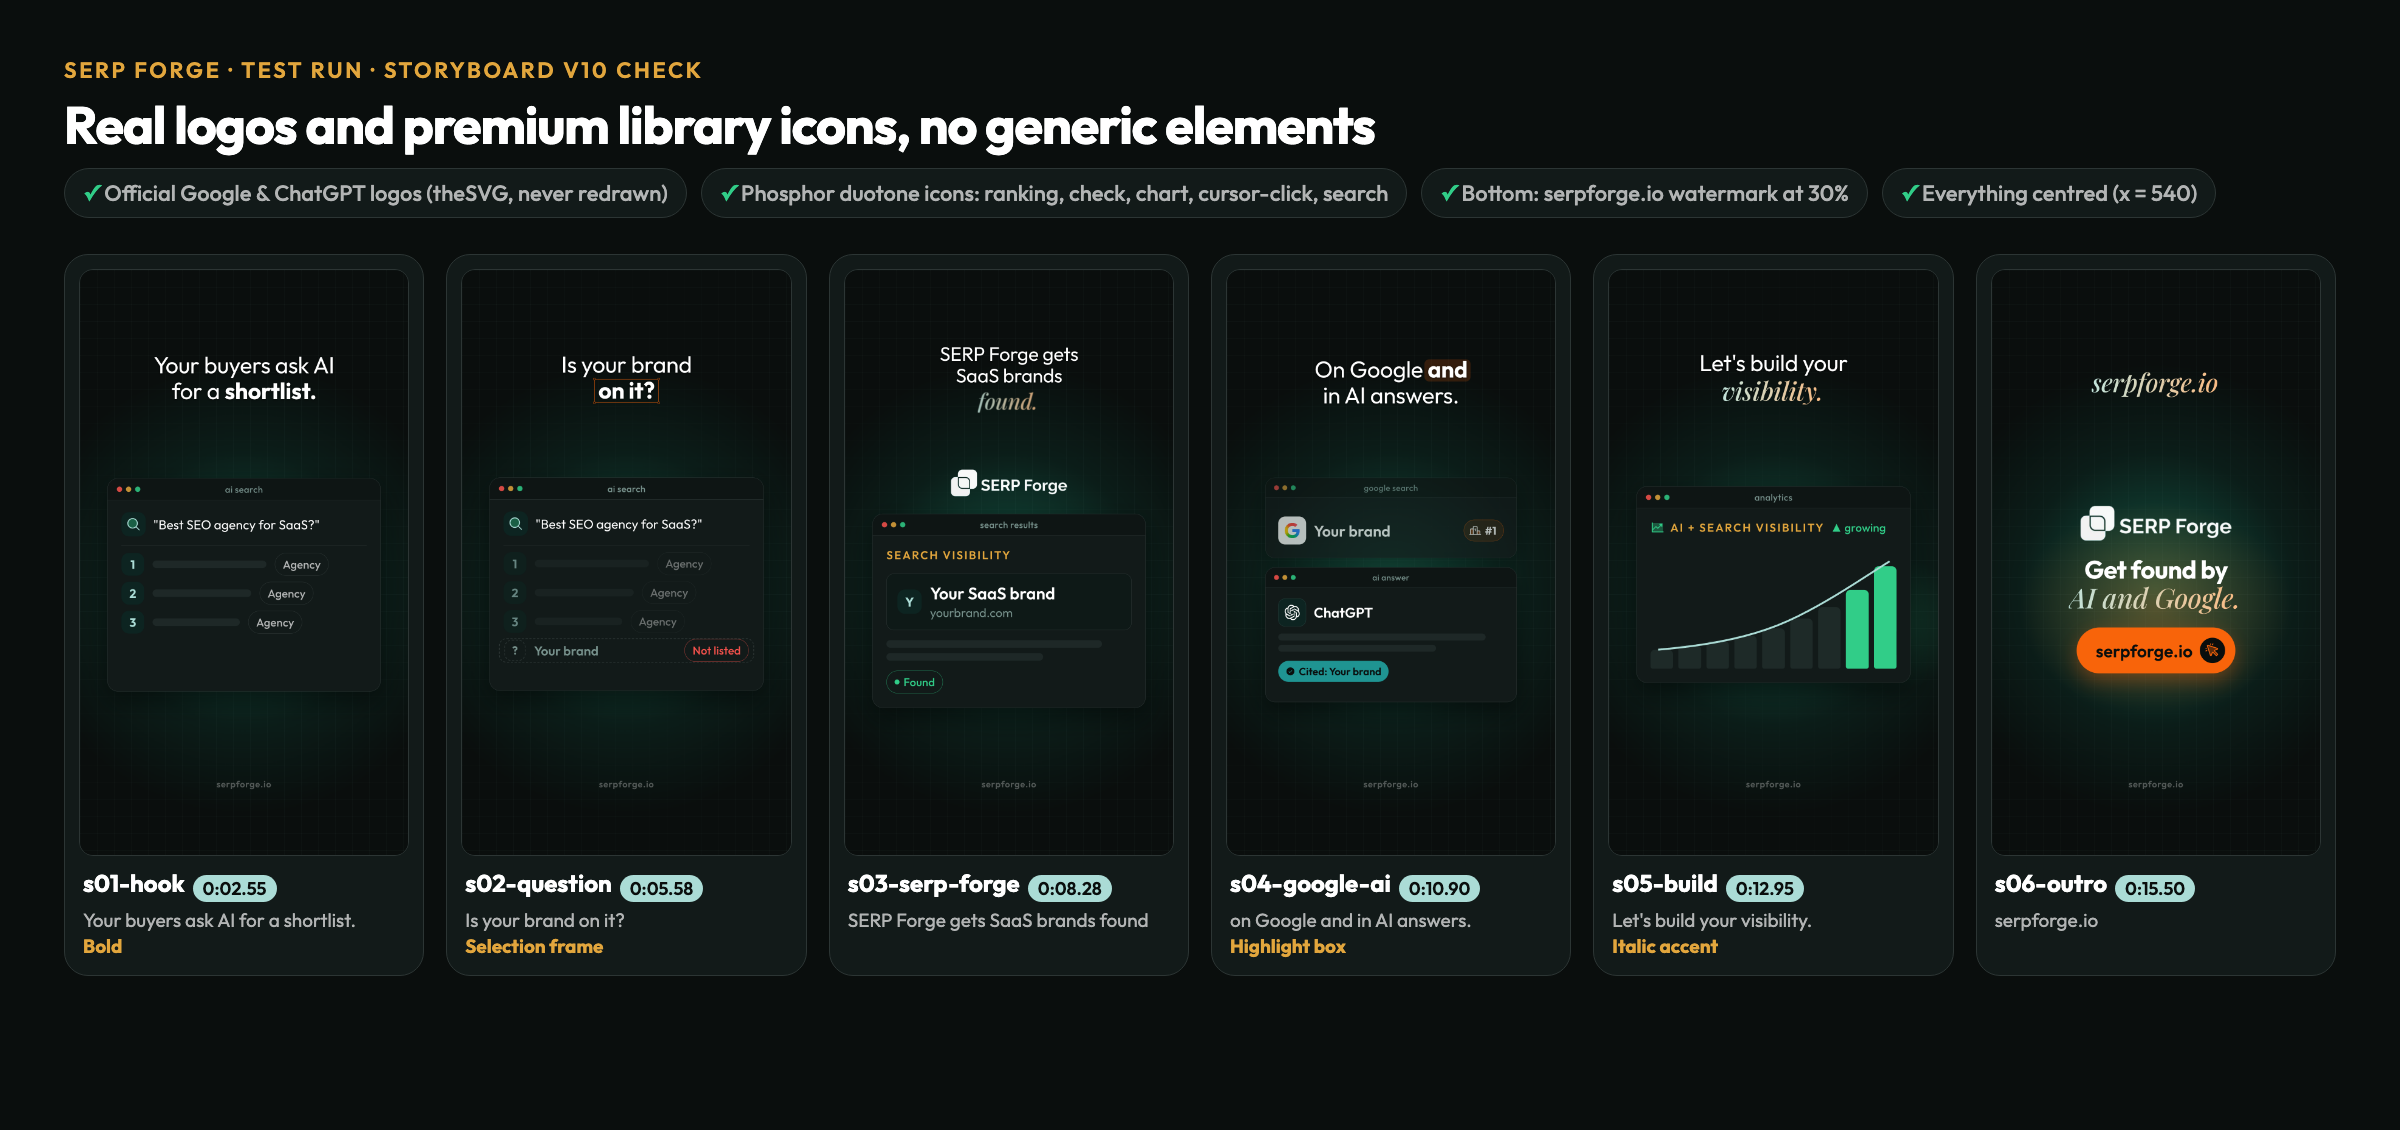 SERP FORGE · TEST RUN · STORYBOARD V10 CHECK
Real logos and premium library icons, no generic elements
✓Official Google & ChatGPT logos (theSVG, never redrawn)
✓Phosphor duotone icons: ranking, check, chart, cursor-click, search
✓Bottom: serpforge.io watermark at 30%
✓Everything centred (x = 540)
Your buyers ask AI
for a shortlist.
ai search
"Best SEO agency for SaaS?"
1 Agency
2 Agency
3 Agency
serpforge.io
s01-hook 0:02.55
Your buyers ask AI for a shortlist.
Bold
Is your brand
on it?
ai search
"Best SEO agency for SaaS?"
1 Agency
2 Agency
3 Agency
? Your brand Not listed
serpforge.io
s02-question 0:05.58
Is your brand on it?
Selection frame
SERP Forge gets
SaaS brands
found.
SERP Forge
search results
SEARCH VISIBILITY
Y Your SaaS brand
yourbrand.com
Found
serpforge.io
s03-serp-forge 0:08.28
SERP Forge gets SaaS brands found
On Google and
in AI answers.
google search
G Your brand #1
ai answer
ChatGPT
Cited: Your brand
serpforge.io
s04-google-ai 0:10.90
on Google and in AI answers.
Highlight box
Let's build your
visibility.
analytics
AI + SEARCH VISIBILITY ▲ growing
serpforge.io
s05-build 0:12.95
Let's build your visibility.
Italic accent
serpforge.io
SERP Forge
Get found by
AI and Google.
serpforge.io
serpforge.io
s06-outro 0:15.50
serpforge.io